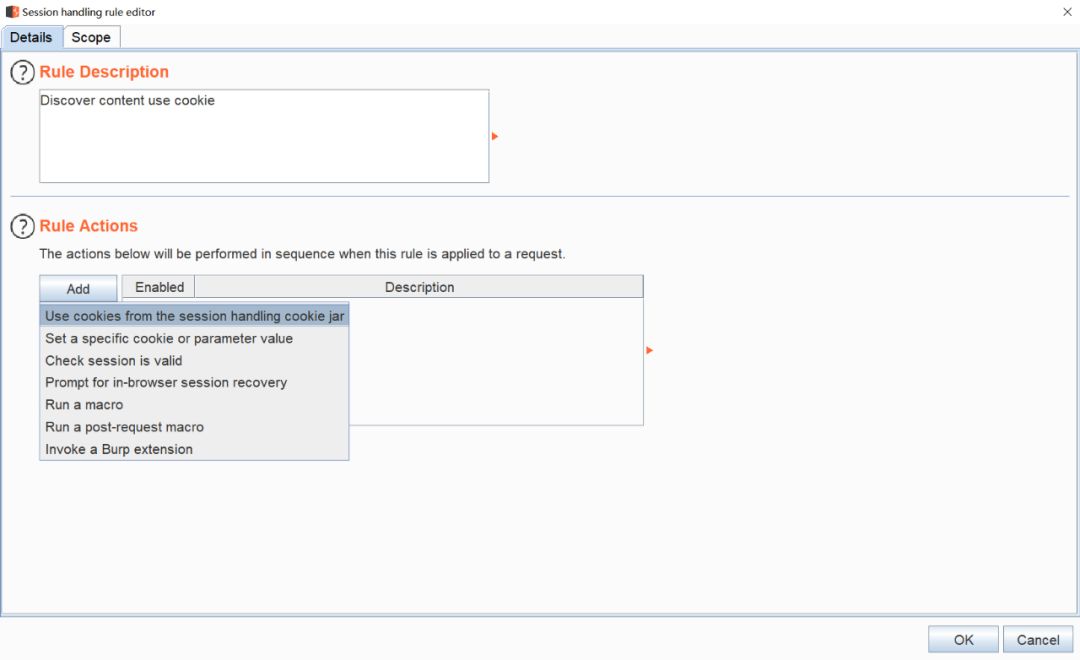 Session handling rule editor
Details Scope
? Rule Description
Discover content use cookie
? Rule Actions
The actions below will be performed in sequence when this rule is applied to a request.
Add Enabled Description
Use cookies from the session handling cookie jar
Set a specific cookie or parameter value
Check session is valid
Prompt for in-browser session recovery
Run a macro
Run a post-request macro
Invoke a Burp extension
OK Cancel